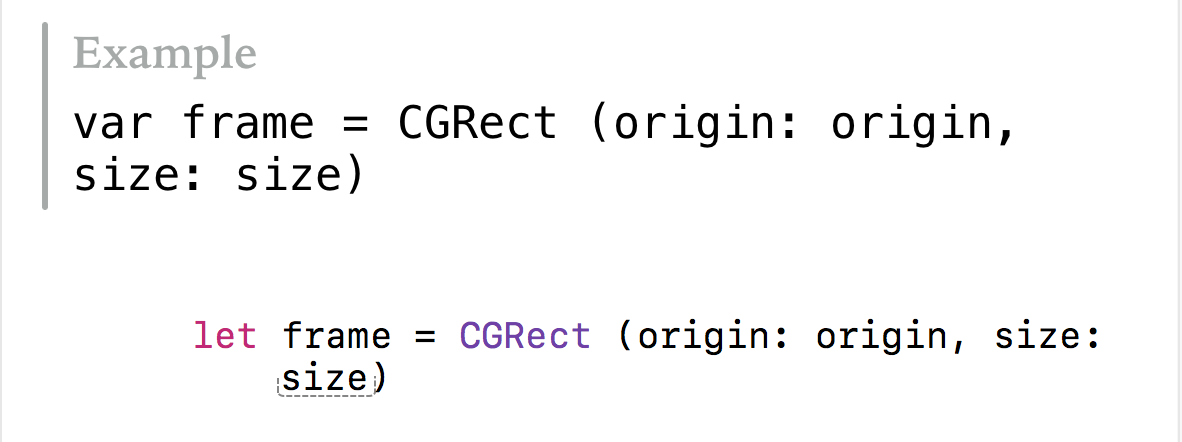 Example
var frame = CGRect (origin: origin,
size: size)
let frame = CGRect (origin: origin, size:
size)